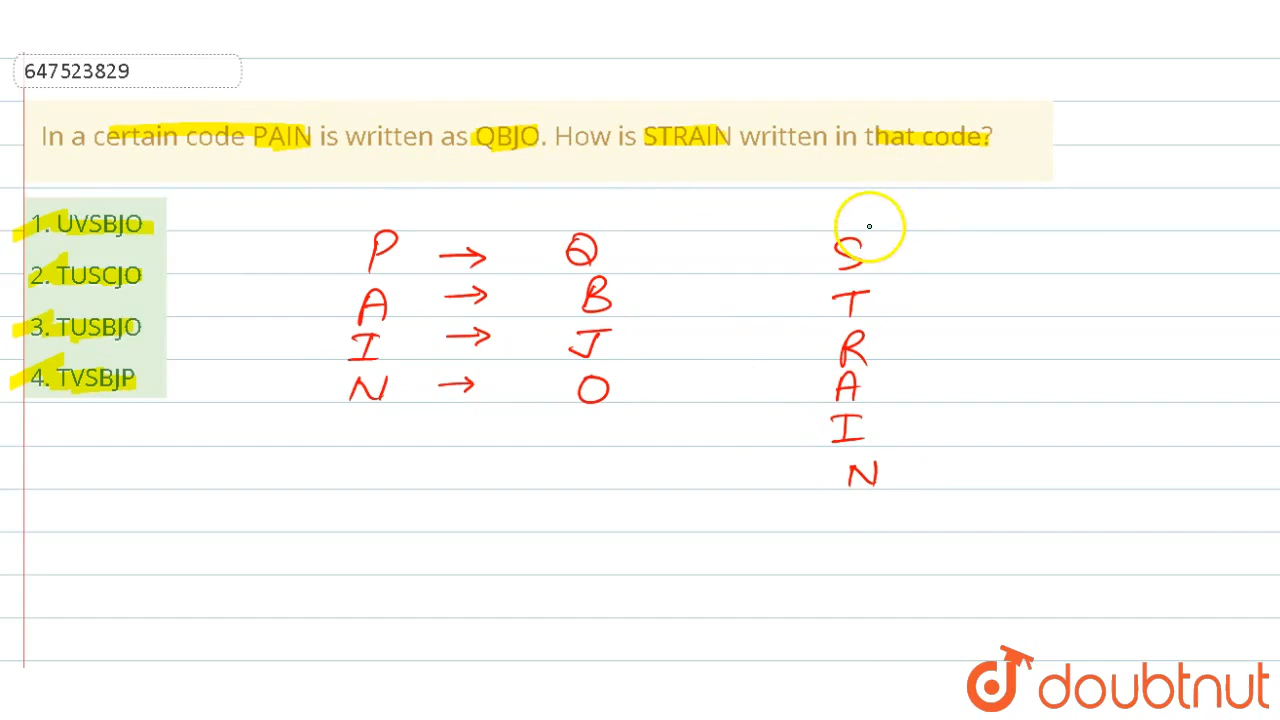 647523829
In a certain code PAIN is written as QBJO. How is STRAIN written in that code?
1. UVSBJO
2. TUSCJO
3. TUSBJO
4. TVSBJP
P → Q
A → B
I → J
N → O
S
T
R
A
I
N
doubtnut